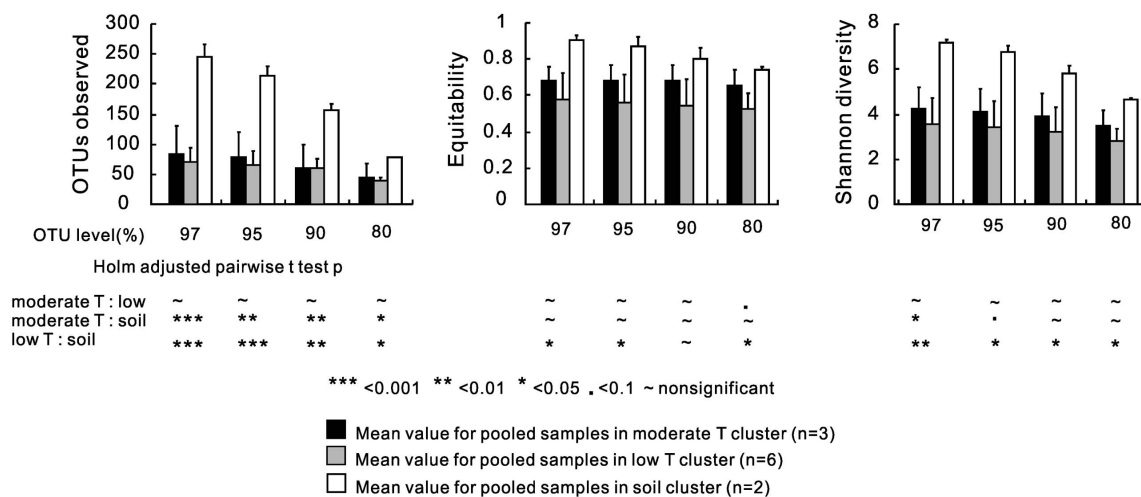 OTUs observed
300
250
200
150
100
50
0
Equitability
1
0.8
0.6
0.4
0.2
0
Shannon diversity
8
6
4
2
0
OTU level(%) 97 95 90 80 97 95 90 80 97 95 90 80
Holm adjusted pairwise t test p
moderate T : low ~ ~ ~ ~ ~ ~ ~ . ~ ~ ~ ~
moderate T : soil *** ** ** * ~ ~ ~ ~ * . ~ ~
low T : soil *** *** ** * * * ~ * ** * * *
*** <0.001 ** <0.01 * <0.05 . <0.1 ~ nonsignificant
Mean value for pooled samples in moderate T cluster (n=3)
Mean value for pooled samples in low T cluster (n=6)
Mean value for pooled samples in soil cluster (n=2)